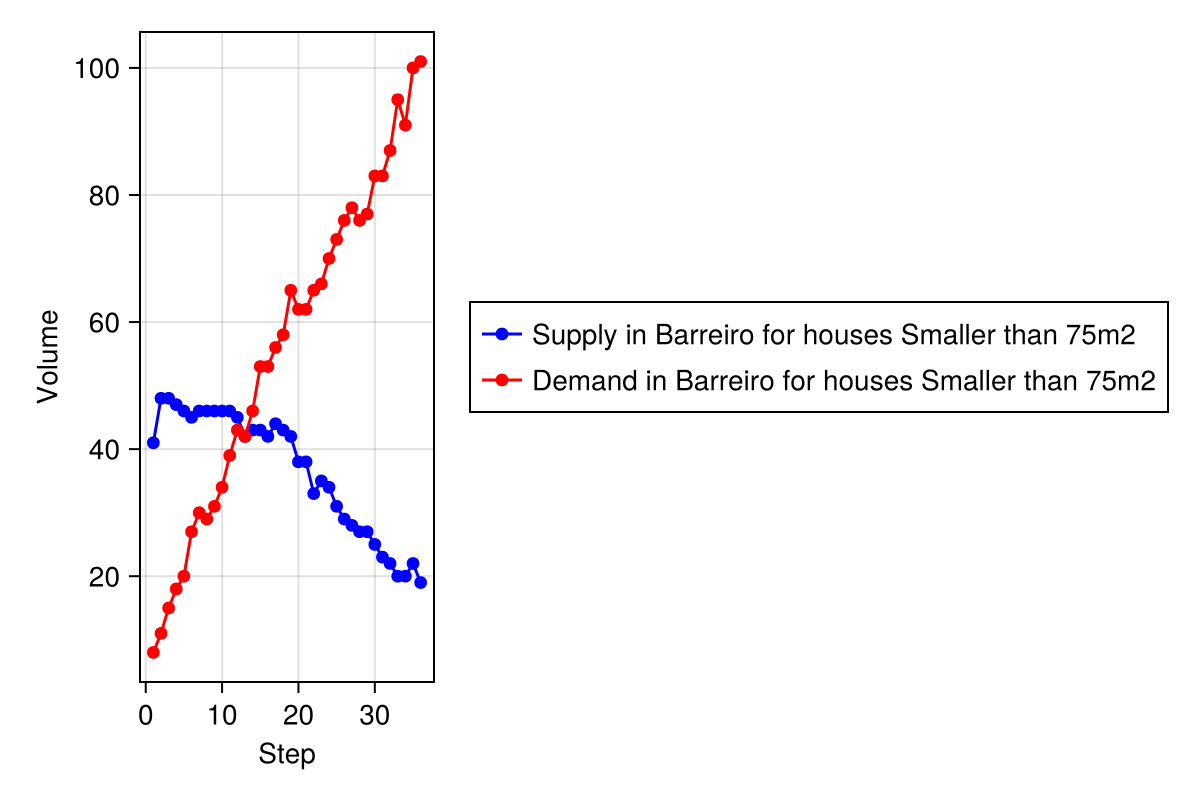 100
80
60
40
20
Volume
0 10 20 30
Step
Supply in Barreiro for houses Smaller than 75m2
Demand in Barreiro for houses Smaller than 75m2